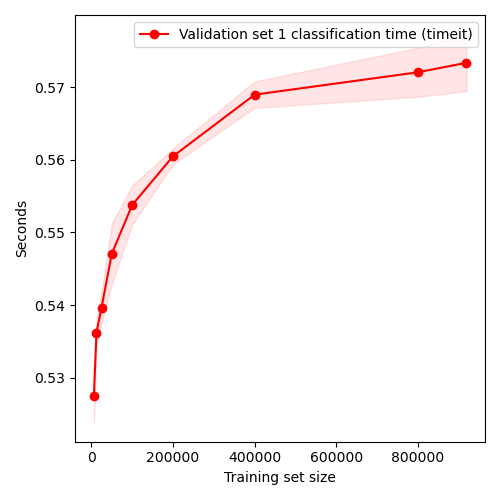 Validation set 1 classification time (timeit)
0.57
0.56
0.55
0.54
0.53
Seconds
0 200000 400000 600000 800000
Training set size